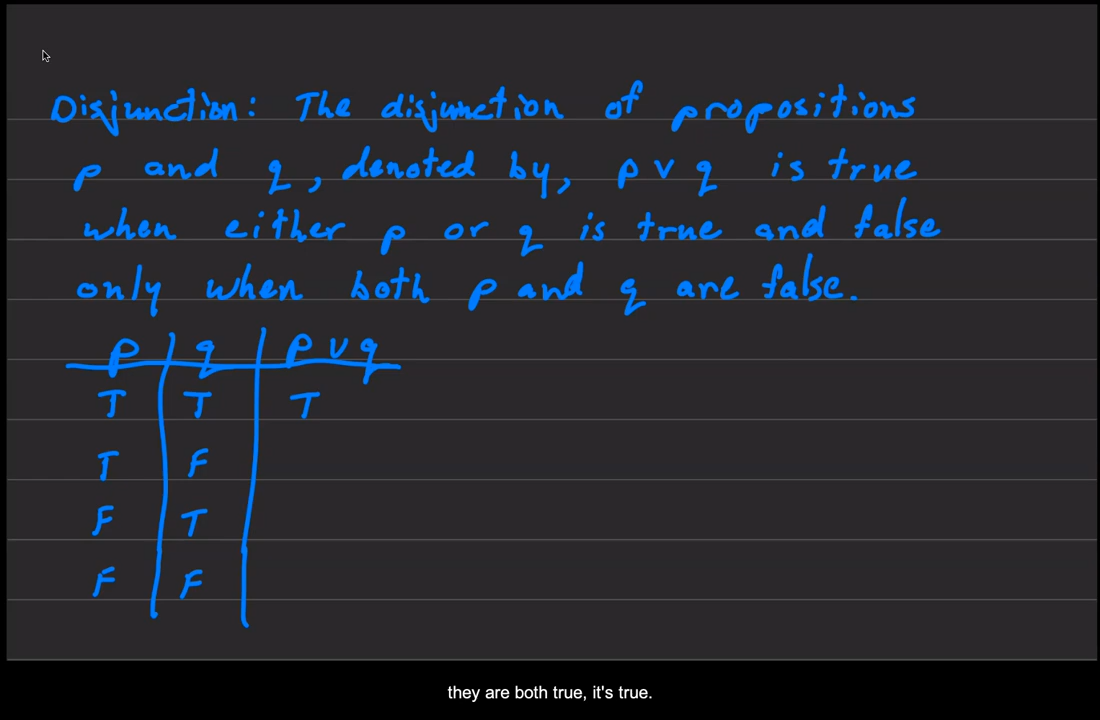 Disjunction: The disjunction of propositions
p and q, denoted by, p v q is true
when either p or q is true and false
only when both p and q are false.
p q p v q
T T T
T F
F T
F F
they are both true, it's true.